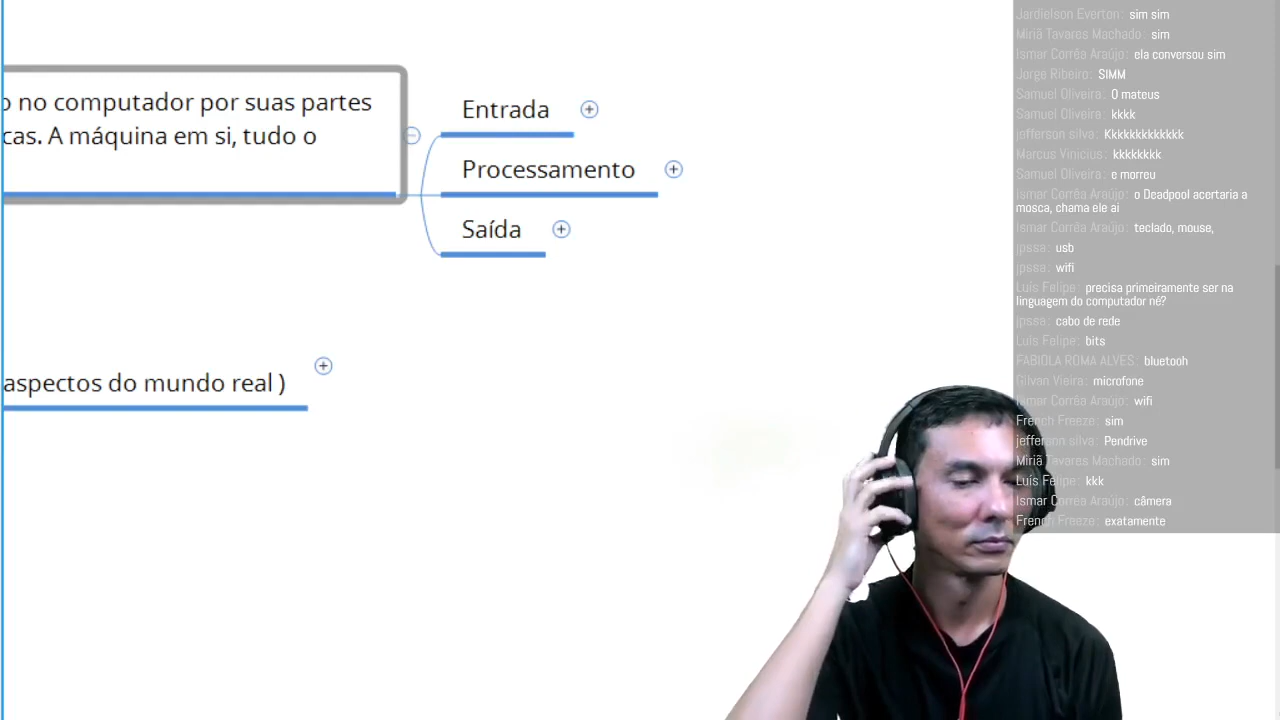 o no computador por suas partes
cas. A máquina em si, tudo o
Entrada
Processamento
Saída
aspectos do mundo real )
Jardielson Everton: sim sim
Miriã Tavares Machado: sim
Ismar Corrêa Araújo: ela conversou sim
Jorge Ribeiro: SIMM
Samuel Oliveira: O mateus
Samuel Oliveira: kkkk
jefferson silva: Kkkkkkkkkkkkk
Marcus Vinicius: kkkkkkkk
Samuel Oliveira: e morreu
Ismar Corrêa Araújo: o Deadpool acertaria a
mosca, chama ele ai
Ismar Corrêa Araújo: teclado, mouse,
jpssa: usb
jpssa: wifi
Luís Felipe: precisa primeiramente ser na
linguagem do computador né?
jpssa: cabo de rede
Luís Felipe: bits
FABIOLA ROMA ALVES: bluetooh
Gilvan Vieira: microfone
Ismar Corrêa Araújo: wifi
French Freeze: sim
jefferson silva: Pendrive
Miriã Tavares Machado: sim
Luís Felipe: kkk
Ismar Corrêa Araújo: câmera
French Freeze: exatamente